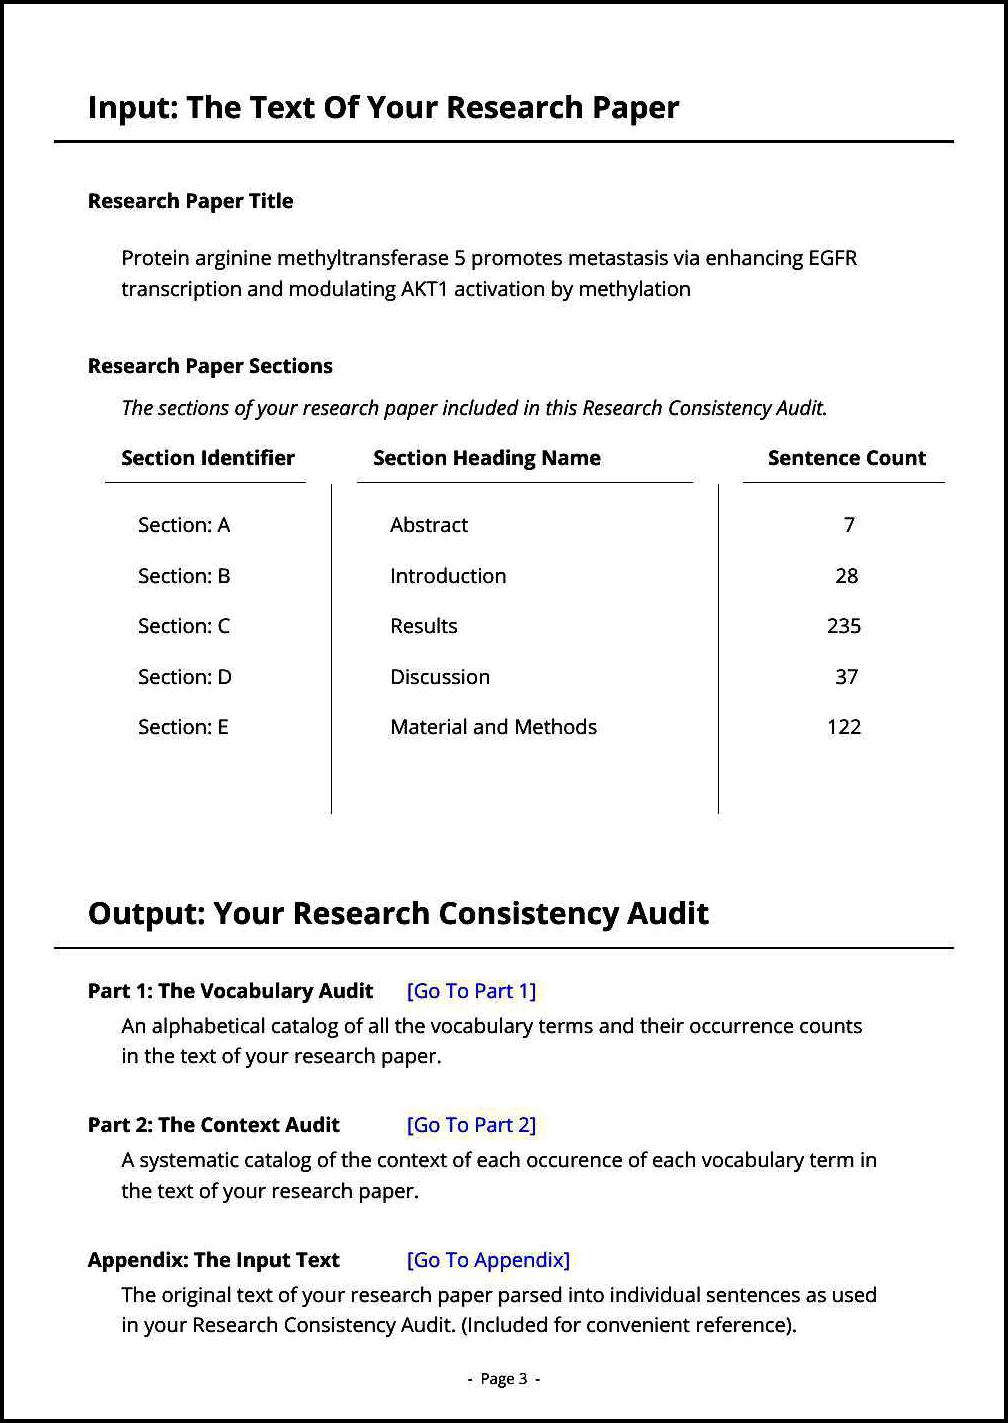 Input: The Text Of Your Research Paper
Research Paper Title
Protein arginine methyltransferase 5 promotes metastasis via enhancing EGFR
transcription and modulating AKT1 activation by methylation
Research Paper Sections
The sections of your research paper included in this Research Consistency Audit.
Section Identifier Section Heading Name Sentence Count
Section: A Abstract 7
Section: B Introduction 28
Section: C Results 235
Section: D Discussion 37
Section: E Material and Methods 122
Output: Your Research Consistency Audit
Part 1: The Vocabulary Audit [Go To Part 1]
An alphabetical catalog of all the vocabulary terms and their occurrence counts
in the text of your research paper.
Part 2: The Context Audit [Go To Part 2]
A systematic catalog of the context of each occurence of each vocabulary term in
the text of your research paper.
Appendix: The Input Text [Go To Appendix]
The original text of your research paper parsed into individual sentences as used
in your Research Consistency Audit. (Included for convenient reference).
- Page 3 -